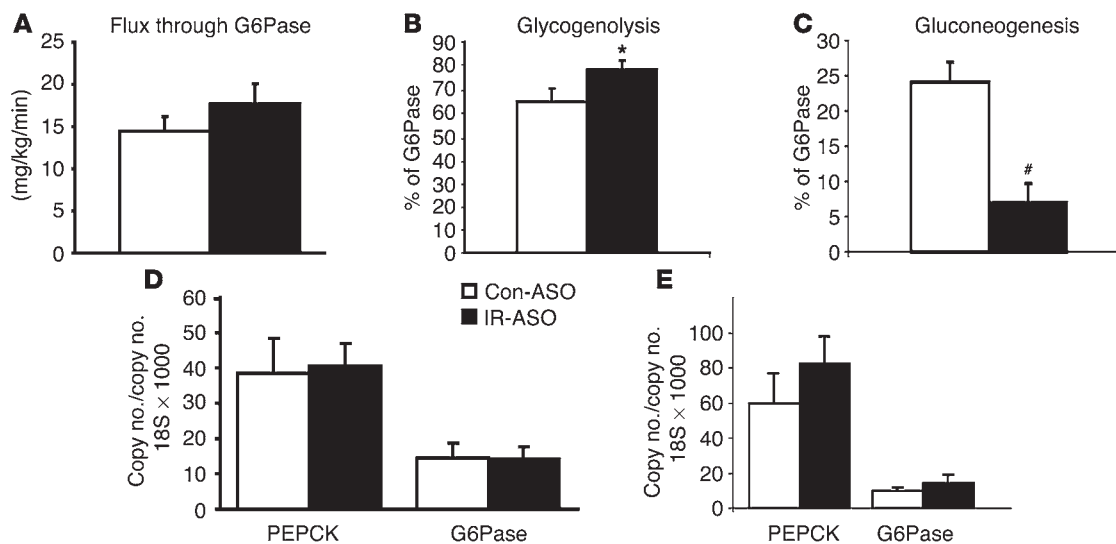 A Flux through G6Pase
(mg/kg/min)
25
20
15
10
5
0
B Glycogenolysis
% of G6Pase
90
80
70
60
50
40
30
20
10
0
*
C Gluconeogenesis
% of G6Pase
30
25
20
15
10
5
0
#
D
Copy no./copy no.
18S × 1000
60
50
40
30
20
10
0
PEPCK G6Pase
Con-ASO
IR-ASO
E
Copy no./copy no.
18S × 1000
100
80
60
40
20
0
PEPCK G6Pase